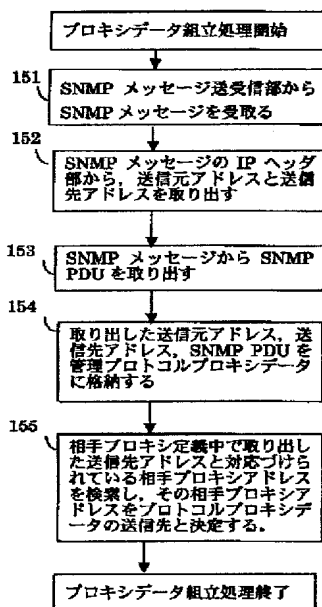 プロキシデータ組立処理開始
151
SNMP メッセージ送受信部から
SNMP メッセージを受取る
152
SNMP メッセージの IP ヘッダ
部から，送信元アドレスと送信
先アドレスを取り出す
153
SNMP メッセージから SNMP
PDU を取り出す
154
取り出した送信元アドレス，送
信先アドレス，SNMP PDU を
管理プロトコルプロキシデータ
に格納する
155
相手プロキシ定義中で取り出し
た送信先アドレスと対応づけら
れている相手プロキシアドレス
を検索し，その相手プロキシア
ドレスをプロトコルプロキシデ
ータの送信先と決定する。
プロキシデータ組立処理終了